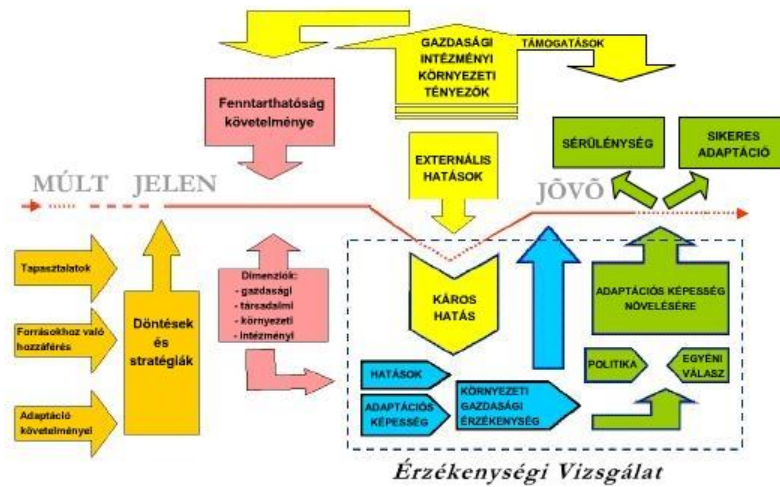 GAZDASÁGI
INTÉZMÉNYI
KÖRNYEZETI
TÉNYEZŐK
TÁMOGATÁSOK
Fenntarthatóság
követelménye
EXTERNÁLIS
HATÁSOK
SÉRÜLÉNYSÉG
SIKERES
ADAPTÁCIÓ
MÚLT
JELEN
JÖVÕ
Tapasztalatok
Forrásokhoz való
hozzáférés
Adaptáció
követelményei
Döntések
és
stratégiák
Dimenziók:
- gazdasági
- társadalmi
- környezeti
- intézményi
KÁROS
HATÁS
HATÁSOK
ADAPTÁCIÓS
KÉPESSÉG
KÖRNYEZETI
GAZDASÁGI
ÉRZÉKENYSÉG
ADAPTÁCIÓS KÉPESSÉG
NÖVELÉSÉRE
POLITIKA
EGYÉNI
VÁLASZ
Érzékenységi Vizsgálat